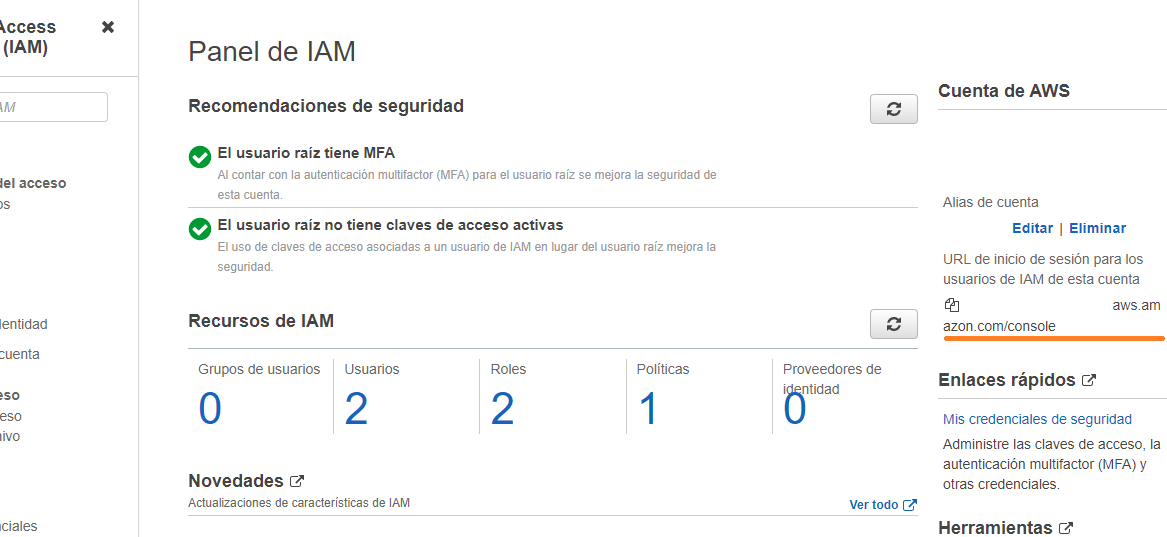 Access
(IAM)
AM
del acceso
os
dentidad
cuenta
eso
eso
nivo
nciales
Panel de IAM
Recomendaciones de seguridad
El usuario raíz tiene MFA
Al contar con la autenticación multifactor (MFA) para el usuario raíz se mejora la seguridad de
esta cuenta.
El usuario raíz no tiene claves de acceso activas
El uso de claves de acceso asociadas a un usuario de IAM en lugar del usuario raíz mejora la
seguridad.
Recursos de IAM
Grupos de usuarios
0
Usuarios
2
Roles
2
Políticas
1
Proveedores de
identidad
0
Novedades
Actualizaciones de características de IAM
Ver todo
Cuenta de AWS
Alias de cuenta
Editar | Eliminar
URL de inicio de sesión para los
usuarios de IAM de esta cuenta
aws.am
azon.com/console
Enlaces rápidos
Mis credenciales de seguridad
Administre las claves de acceso, la
autenticación multifactor (MFA) y
otras credenciales.
Herramientas